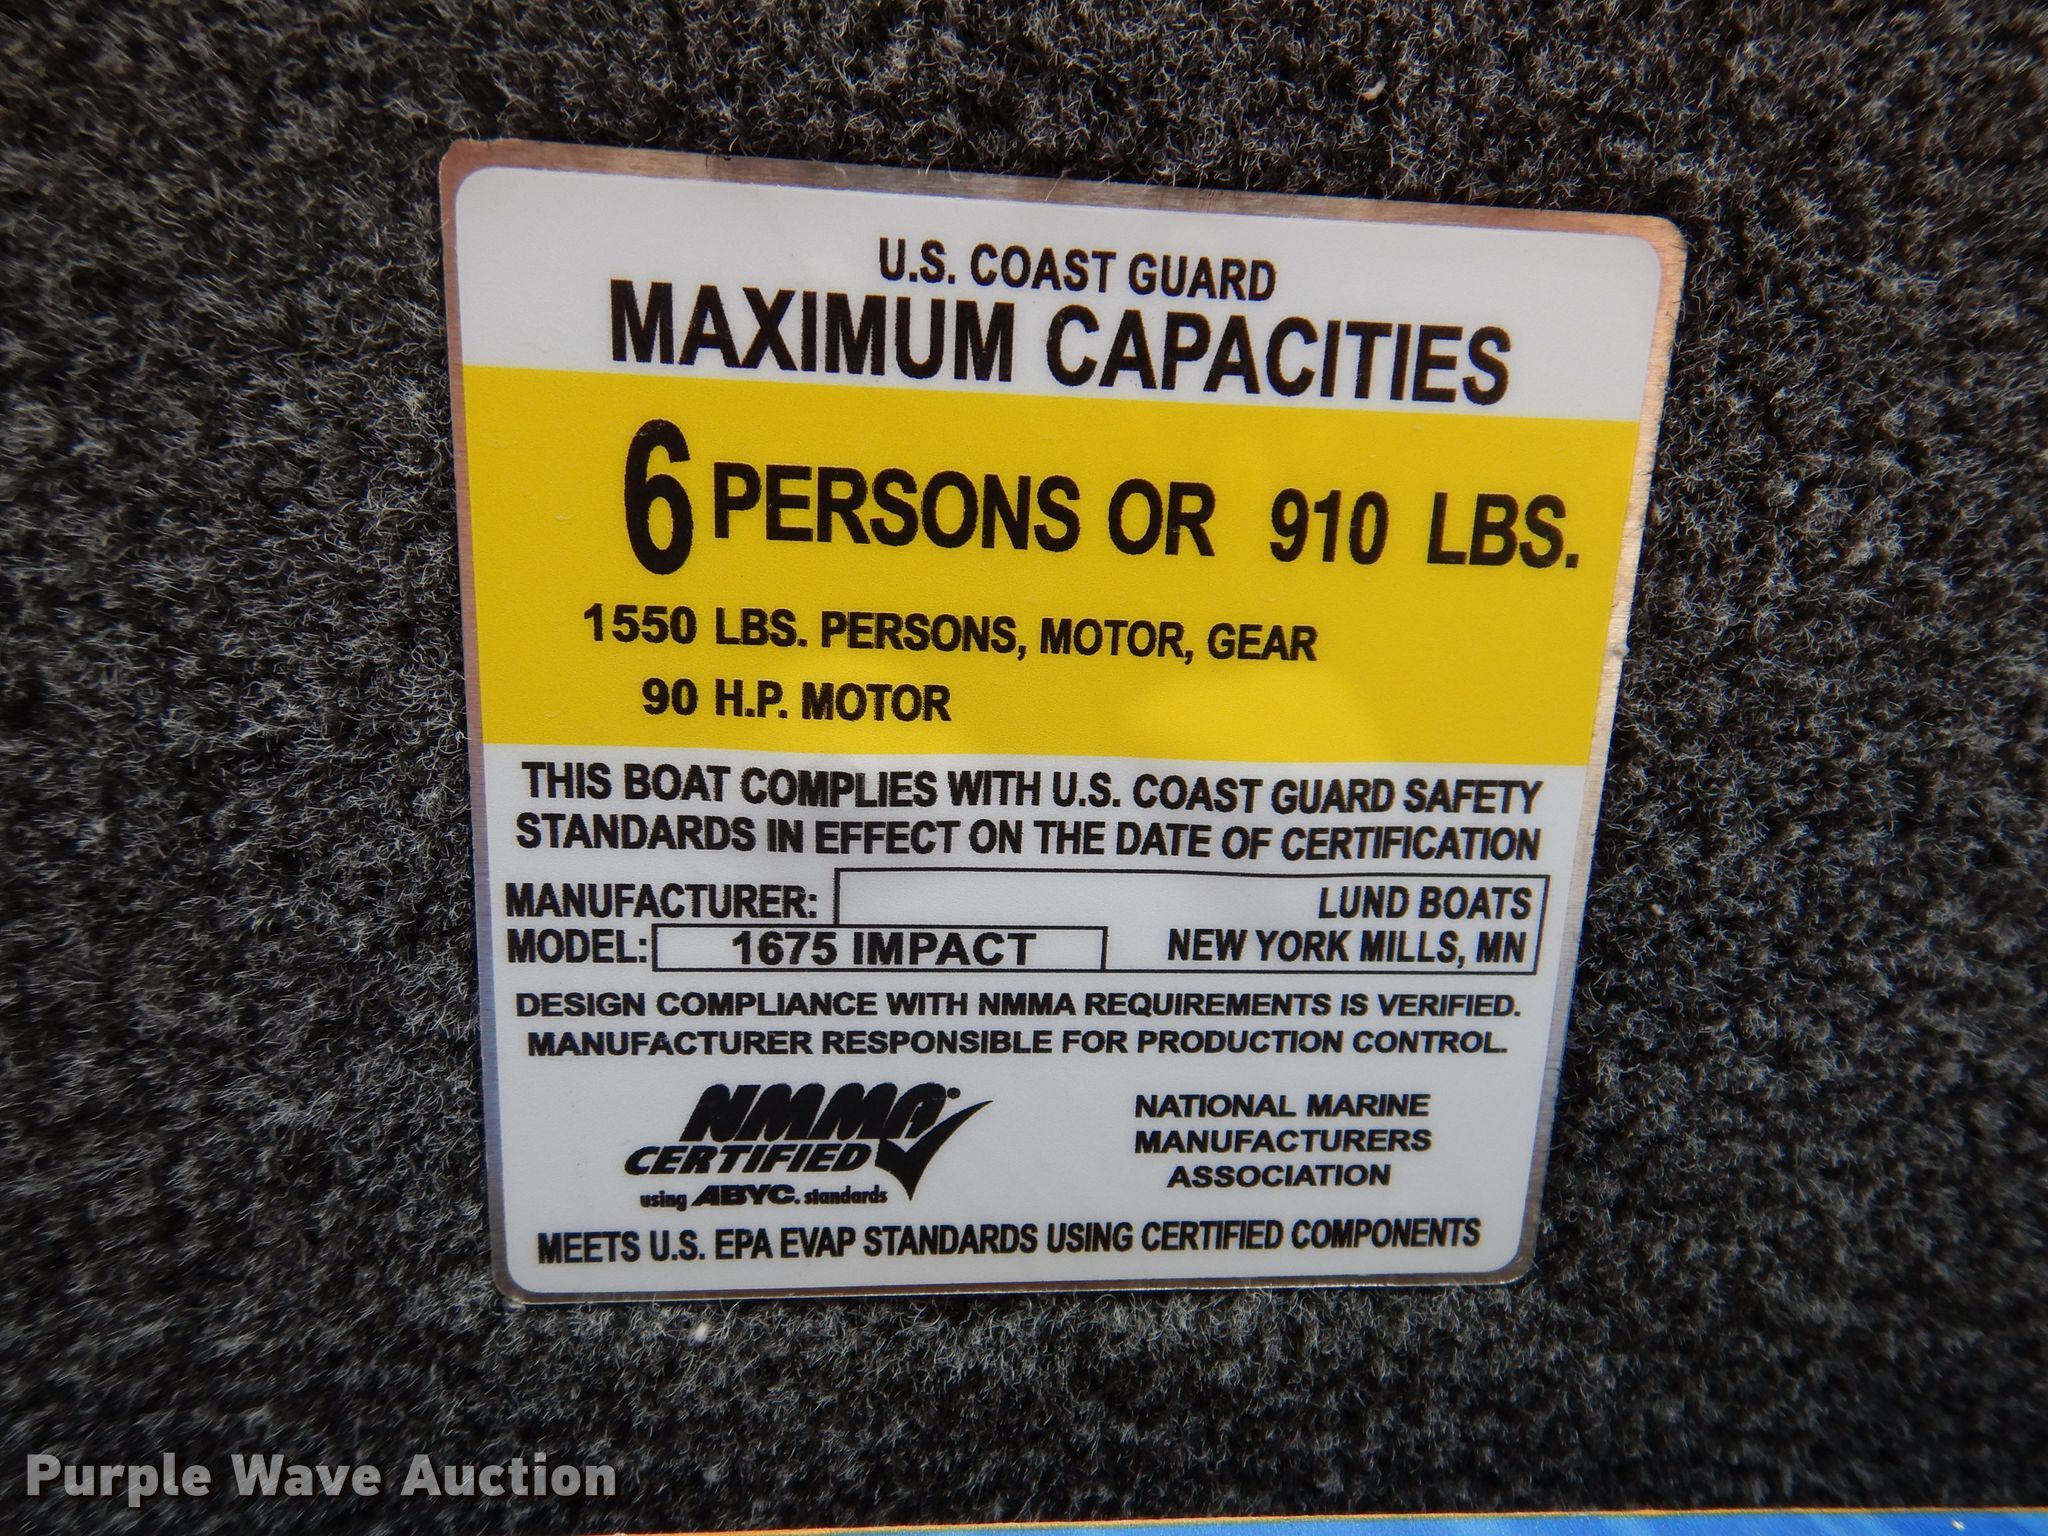 U.S. COAST GUARD
MAXIMUM CAPACITIES
6 PERSONS OR 910 LBS.
1550 LBS. PERSONS, MOTOR, GEAR
90 H.P. MOTOR
THIS BOAT COMPLIES WITH U.S. COAST GUARD SAFETY
STANDARDS IN EFFECT ON THE DATE OF CERTIFICATION
MANUFACTURER: LUND BOATS
MODEL: 1675 IMPACT NEW YORK MILLS, MN
DESIGN COMPLIANCE WITH NMMA REQUIREMENTS IS VERIFIED.
MANUFACTURER RESPONSIBLE FOR PRODUCTION CONTROL.
NMMA
CERTIFIED
using ABYC. standards
NATIONAL MARINE
MANUFACTURERS
ASSOCIATION
MEETS U.S. EPA EVAP STANDARDS USING CERTIFIED COMPONENTS
Purple Wave Auction